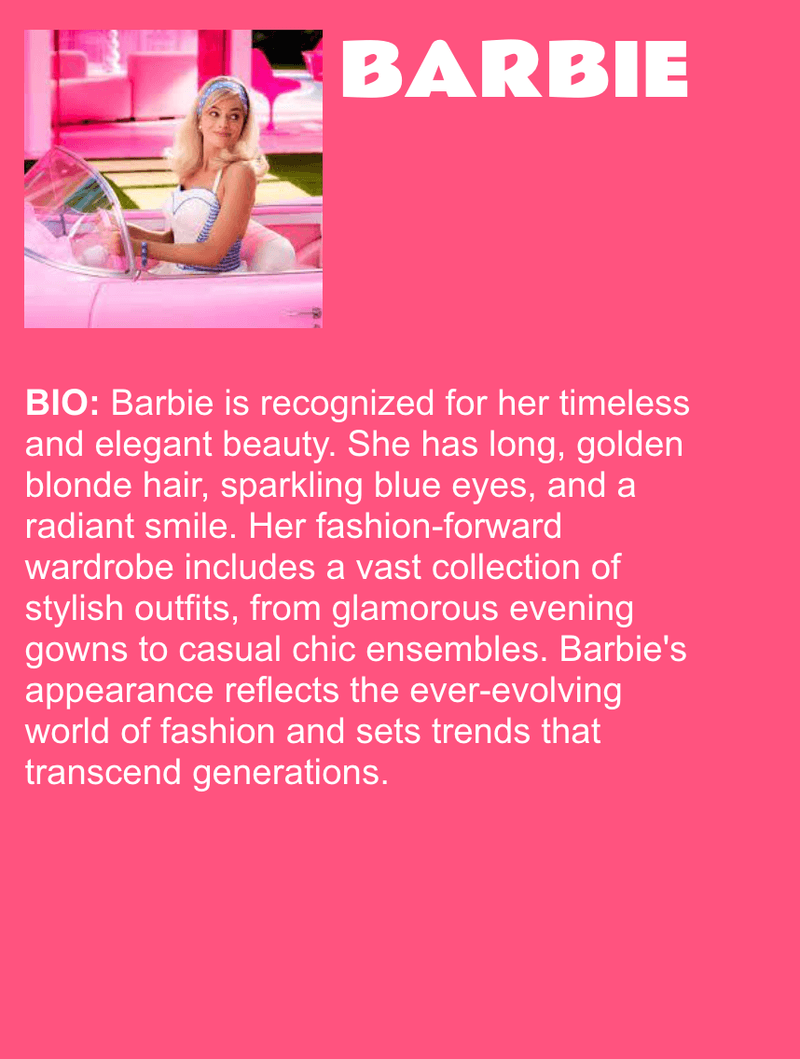 BARBIE
BIO: Barbie is recognized for her timeless
and elegant beauty. She has long, golden
blonde hair, sparkling blue eyes, and a
radiant smile. Her fashion-forward
wardrobe includes a vast collection of
stylish outfits, from glamorous evening
gowns to casual chic ensembles. Barbie's
appearance reflects the ever-evolving
world of fashion and sets trends that
transcend generations.